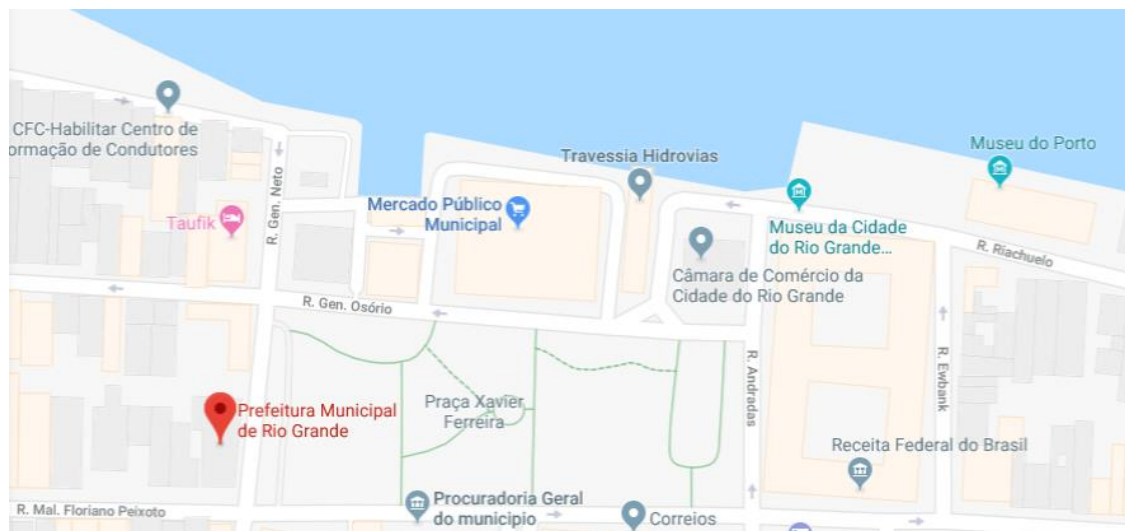 CFC-Habilitar Centro de
ormação de Condutores
Travessia Hidrovias
Museu do Porto
R. Gen. Neto
Taufik
Mercado Público
Municipal
Museu da Cidade
do Rio Grande...
R. Riachuelo
Câmara de Comércio da
Cidade do Rio Grande
R. Gen. Osório
R. Andradas
R. Ewbank
Praça Xavier
Ferreira
Prefeitura Municipal
de Rio Grande
Receita Federal do Brasil
R. Mal. Floriano Peixoto
Procuradoria Geral
do municipio
Correios